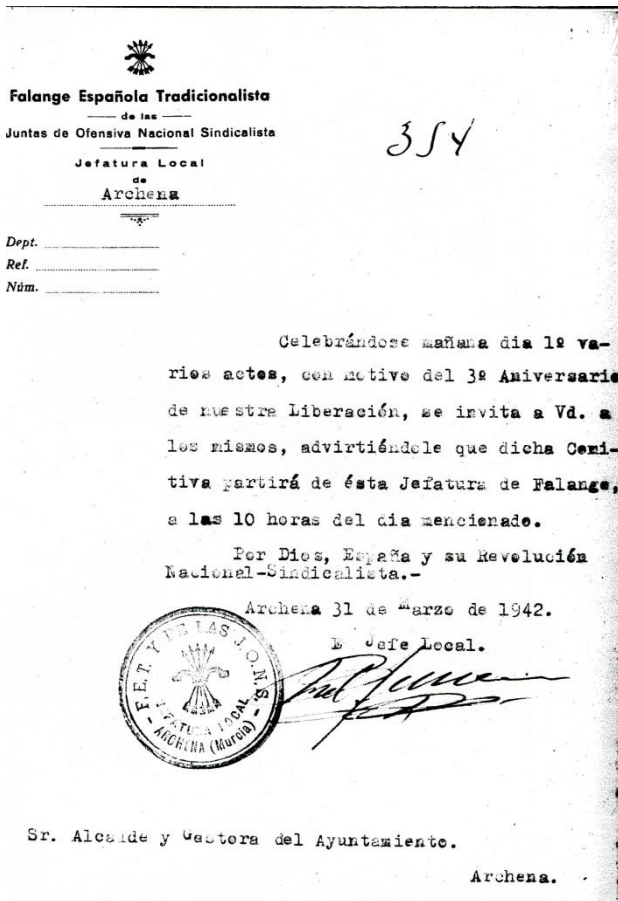 Falange Española Tradicionalista
de las
Juntas de Ofensiva Nacional Sindicalista
Jefatura Local
de
Archena
354
Dept.
Ref.
Núm.
Celebrándose mañana dia 1º va-
rios actos, con motivo del 3º Aniversario
de nuestra Liberación, se invita a Vd. a
los mismos, advirtiéndole que dicha Comi-
tiva partirá de ésta Jefatura de Falange,
a las 10 horas del dia mencionado.
Por Dios, España y su Revolución
Nacional-Sindicalista.-
Archena 31 de Marzo de 1942.
Jefe Local.
F.E.T. Y DE LAS J.O.N.S.
JEFATURA LOCAL
ARCHENA (Murcia)
Sr. Alcalde y Gestora del Ayuntamiento.
Archena.